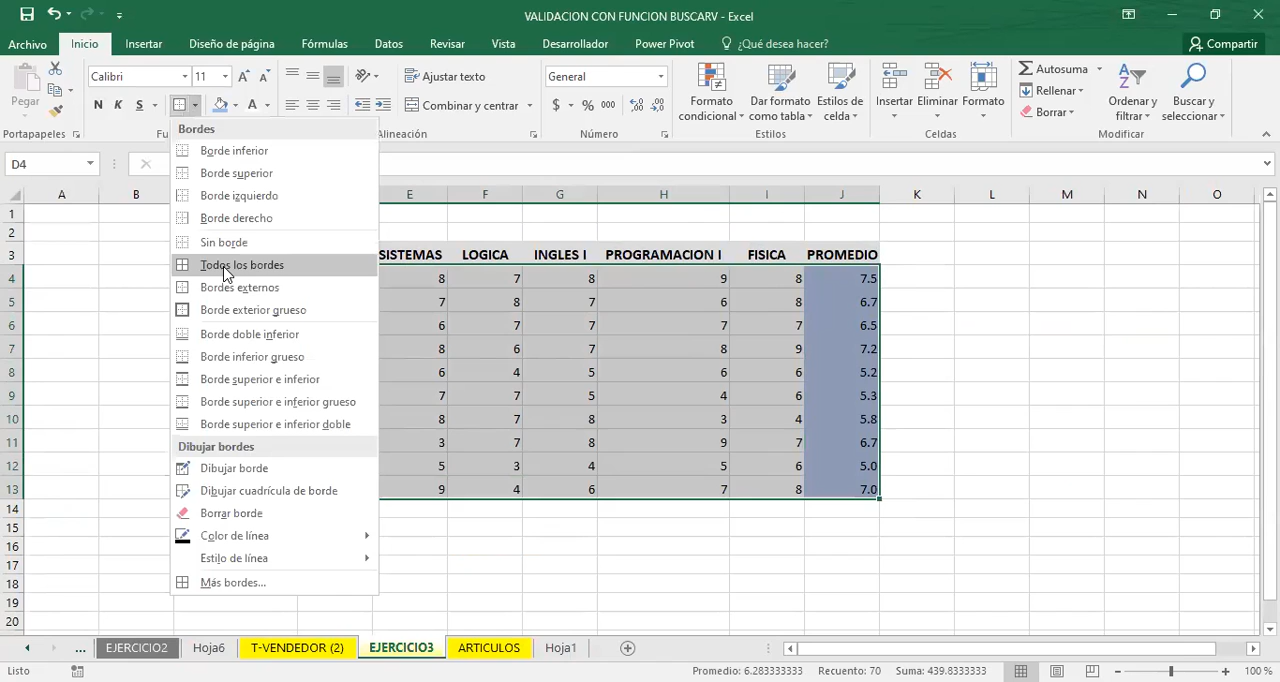 VALIDACION CON FUNCION BUSCARV - Excel
Archivo Inicio Insertar Diseño de página Fórmulas Datos Revisar Vista Desarrollador Power Pivot ¿Qué desea hacer? Compartir
Pegar
Calibri 11
N K S A
Ajustar texto
Combinar y centrar
General
$ % 000
Formato condicional
Dar formato como tabla
Estilos de celda
Insertar Eliminar Formato
Autosuma
Rellenar
Borrar
Ordenar y filtrar
Buscar y seleccionar
Portapapeles Fu lineación Número Estilos Celdas Modificar
D4
Bordes
Borde inferior
Borde superior
Borde izquierdo
Borde derecho
Sin borde
Todos los bordes
Bordes externos
Borde exterior grueso
Borde doble inferior
Borde inferior grueso
Borde superior e inferior
Borde superior e inferior grueso
Borde superior e inferior doble
Dibujar bordes
Dibujar borde
Dibujar cuadrícula de borde
Borrar borde
Color de línea
Estilo de línea
Más bordes...
A B E F G H I J K L M N O
1
2
3 SISTEMAS LOGICA INGLES I PROGRAMACION I FISICA PROMEDIO
4 8 7 8 9 8 7.5
5 7 8 7 6 8 6.7
6 6 7 7 7 7 6.5
7 8 6 7 8 9 7.2
8 6 4 5 6 6 5.2
9 7 7 5 4 6 5.3
10 8 7 8 3 4 5.8
11 3 7 8 9 7 6.7
12 5 3 4 5 6 5.0
13 9 4 6 7 8 7.0
14
15
16
17
18
19
20
... EJERCICIO2 Hoja6 T-VENDEDOR (2) EJERCICIO3 ARTICULOS Hoja1
Listo Promedio: 6.283333333 Recuento: 70 Suma: 439.8333333 100 %